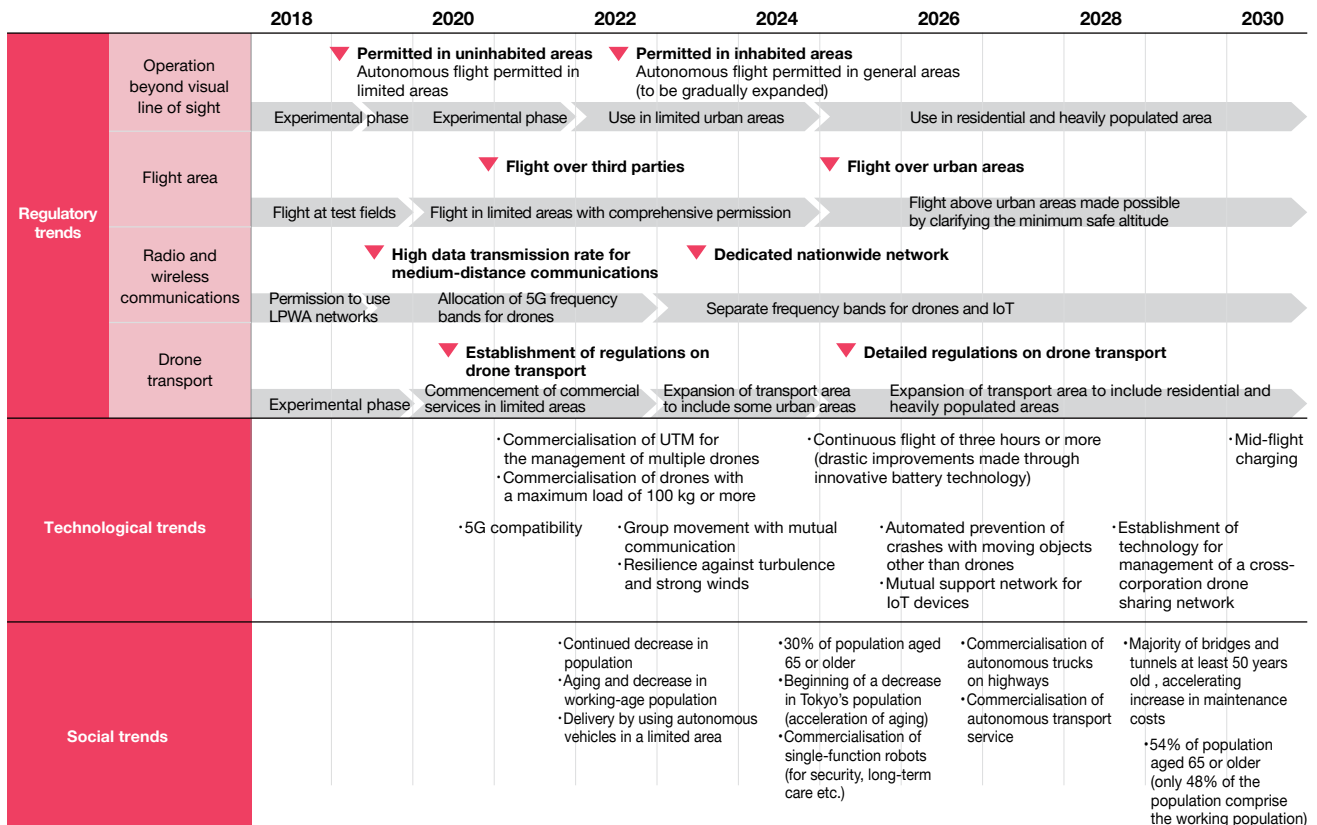 2018 2020 2022 2024 2026 2028 2030
Regulatory
trends
Operation
beyond visual
line of sight
Permitted in uninhabited areas
Autonomous flight permitted in
limited areas
Permitted in inhabited areas
Autonomous flight permitted in general areas
(to be gradually expanded)
Experimental phase Experimental phase Use in limited urban areas Use in residential and heavily populated area
Flight area
Flight over third parties Flight over urban areas
Flight at test fields Flight in limited areas with comprehensive permission
Flight above urban areas made possible
by clarifying the minimum safe altitude
Radio and
wireless
communications
High data transmission rate for
medium-distance communications
Dedicated nationwide network
Permission to use
LPWA networks
Allocation of 5G frequency
bands for drones
Separate frequency bands for drones and IoT
Drone
transport
Establishment of regulations on
drone transport
Detailed regulations on drone transport
Experimental phase
Commencement of commercial
services in limited areas
Expansion of transport area
to include some urban areas
Expansion of transport area to include residential and
heavily populated areas
Technological trends
・Commercialisation of UTM for
the management of multiple drones
・Commercialisation of drones with
a maximum load of 100 kg or more
・Continuous flight of three hours or more
(drastic improvements made through
innovative battery technology)
・Mid-flight
charging
・5G compatibility
・Group movement with mutual
communication
・Resilience against turbulence
and strong winds
・Automated prevention of
crashes with moving objects
other than drones
・Mutual support network for
IoT devices
・Establishment of
technology for
management of a cross-
corporation drone
sharing network
Social trends
・Continued decrease in
population
・Aging and decrease in
working-age population
・Delivery by using autonomous
vehicles in a limited area
・30% of population aged
65 or older
・Beginning of a decrease
in Tokyo's population
(acceleration of aging)
・Commercialisation of
single-function robots
(for security, long-term
care etc.)
・Commercialisation of
autonomous trucks
on highways
・Commercialisation of
autonomous transport
service
・Majority of bridges and
tunnels at least 50 years
old , accelerating
increase in maintenance
costs
・54% of population
aged 65 or older
(only 48% of the
population comprise
the working population)